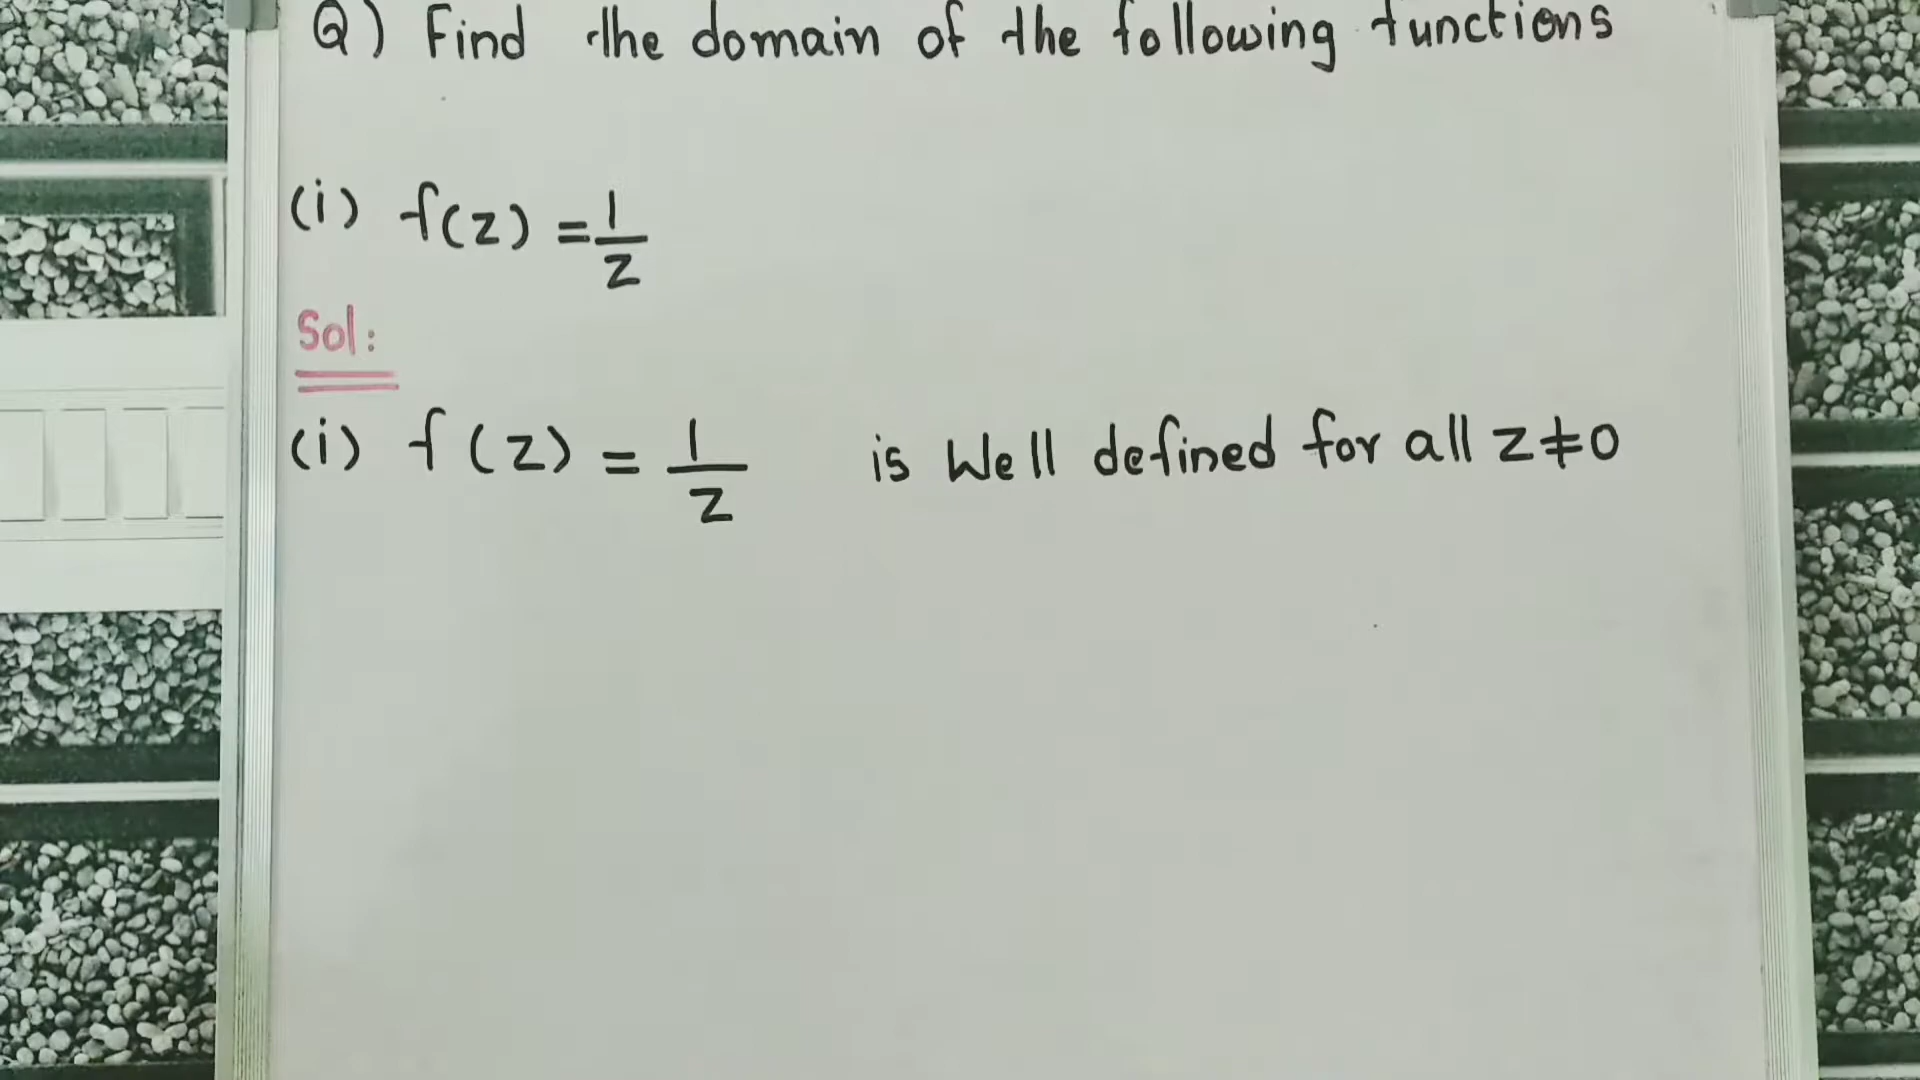 Q) Find the domain of the following functions
(i) f(z) = 1/z
Sol:
(i) f(z) = 1/z is Well defined for all z≠0